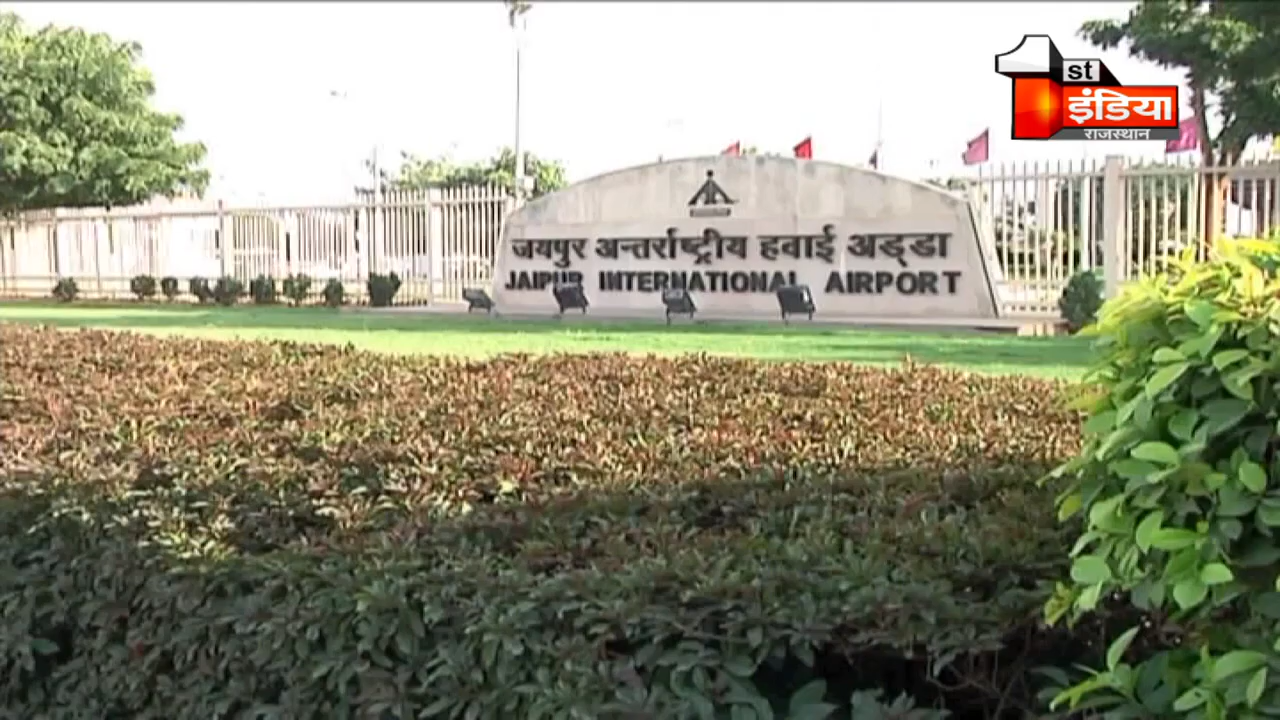 1st
इंडिया
राजस्थान
जयपुर अन्तर्राष्ट्रीय हवाई अड्डा
JAIPUR INTERNATIONAL AIRPORT